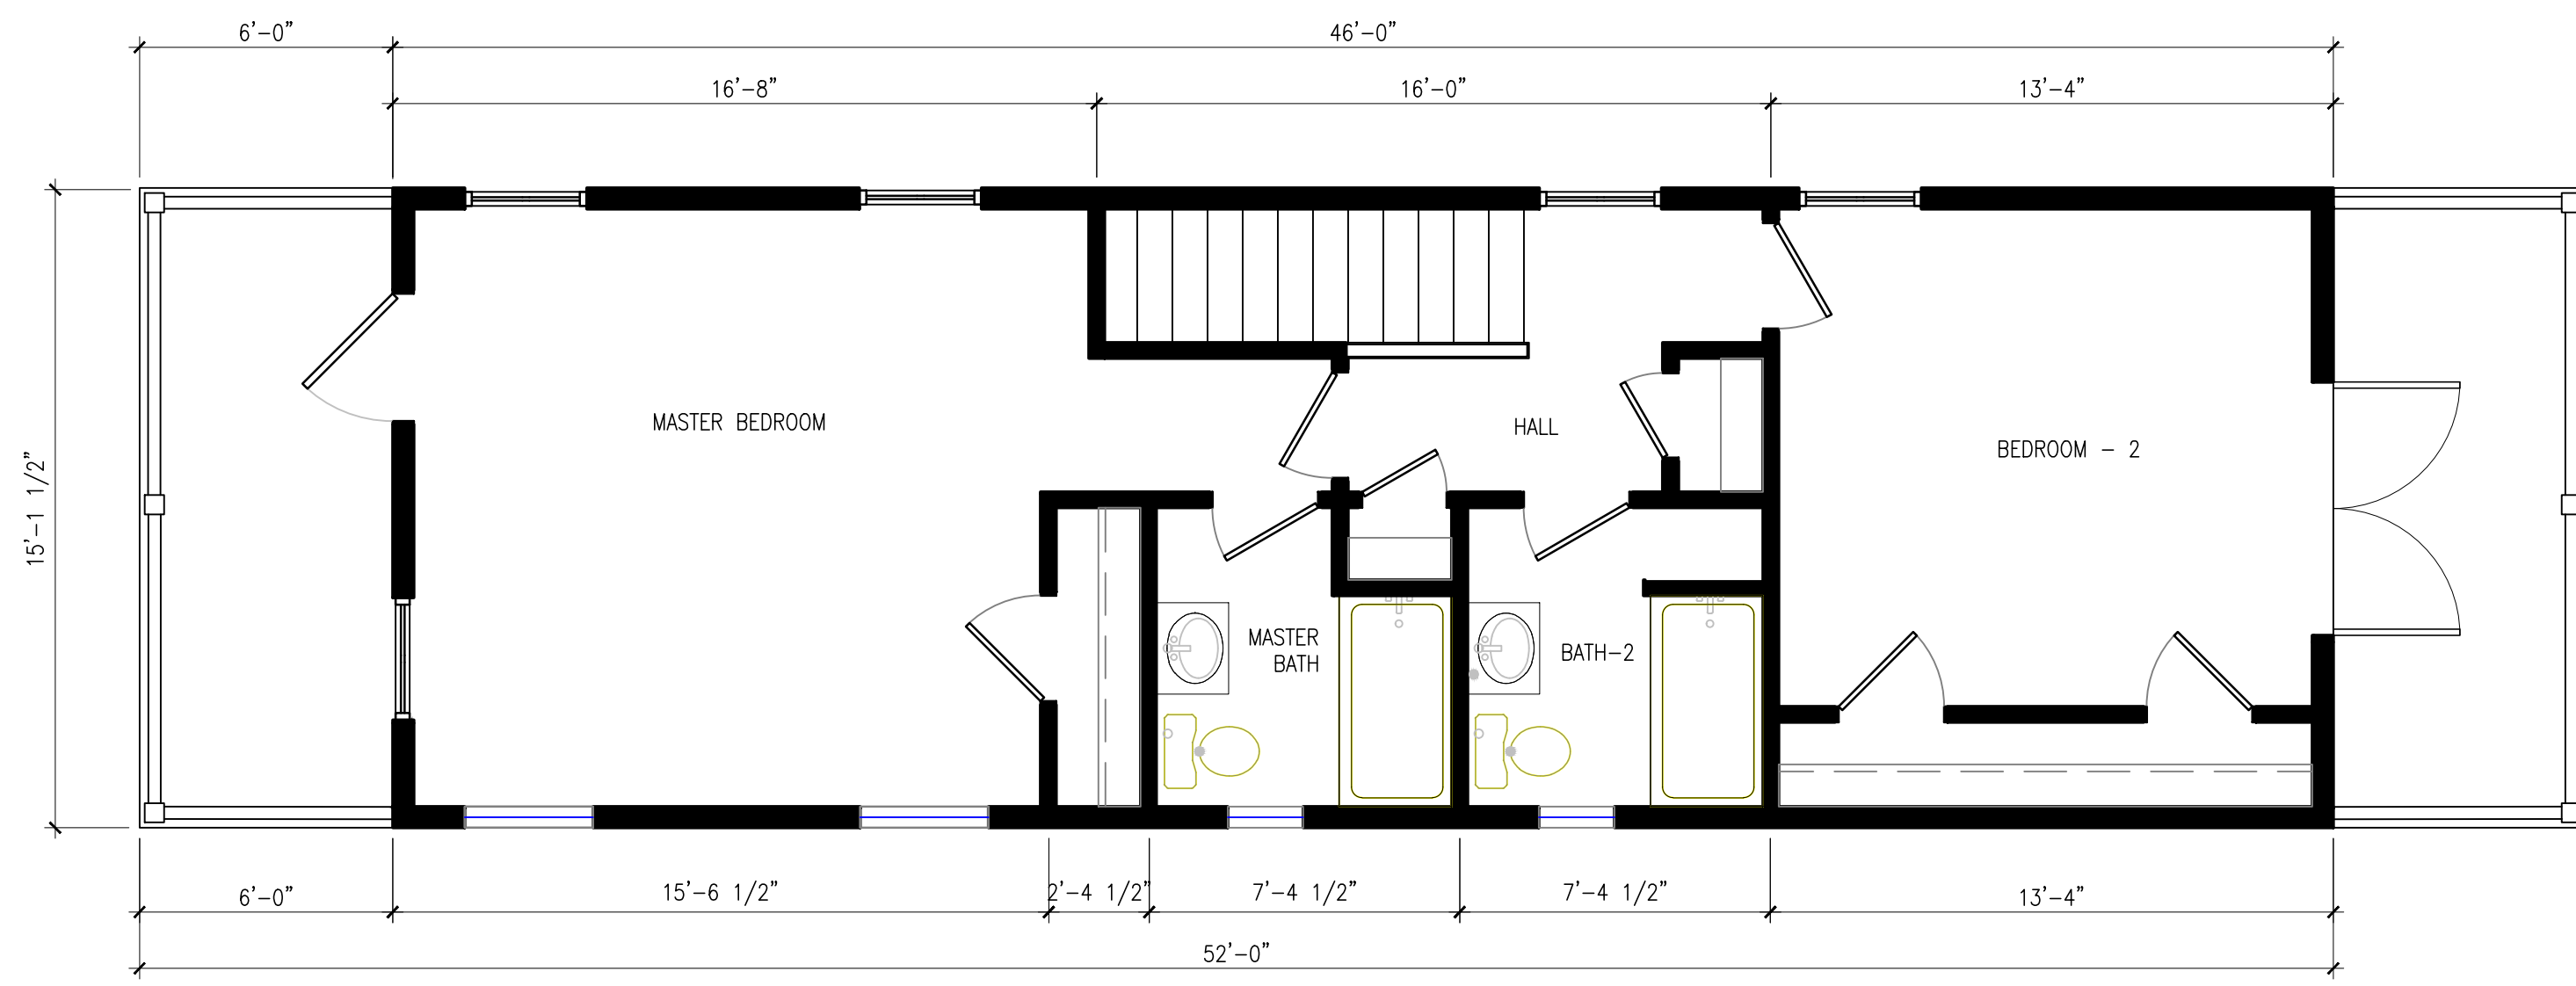 6'-0"
46'-0"
16'-8"
16'-0"
13'-4"
15'-1 1/2"
MASTER BEDROOM
HALL
BEDROOM - 2
MASTER
BATH
BATH-2
6'-0"
15'-6 1/2"
2'-4 1/2"
7'-4 1/2"
7'-4 1/2"
13'-4"
52'-0"